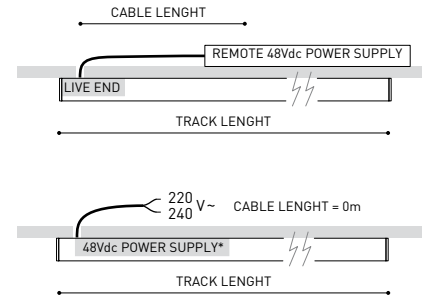 CABLE LENGHT
REMOTE 48Vdc POWER SUPPLY
LIVE END
TRACK LENGHT
220
240 V~ CABLE LENGHT = 0m
48Vdc POWER SUPPLY*
TRACK LENGHT